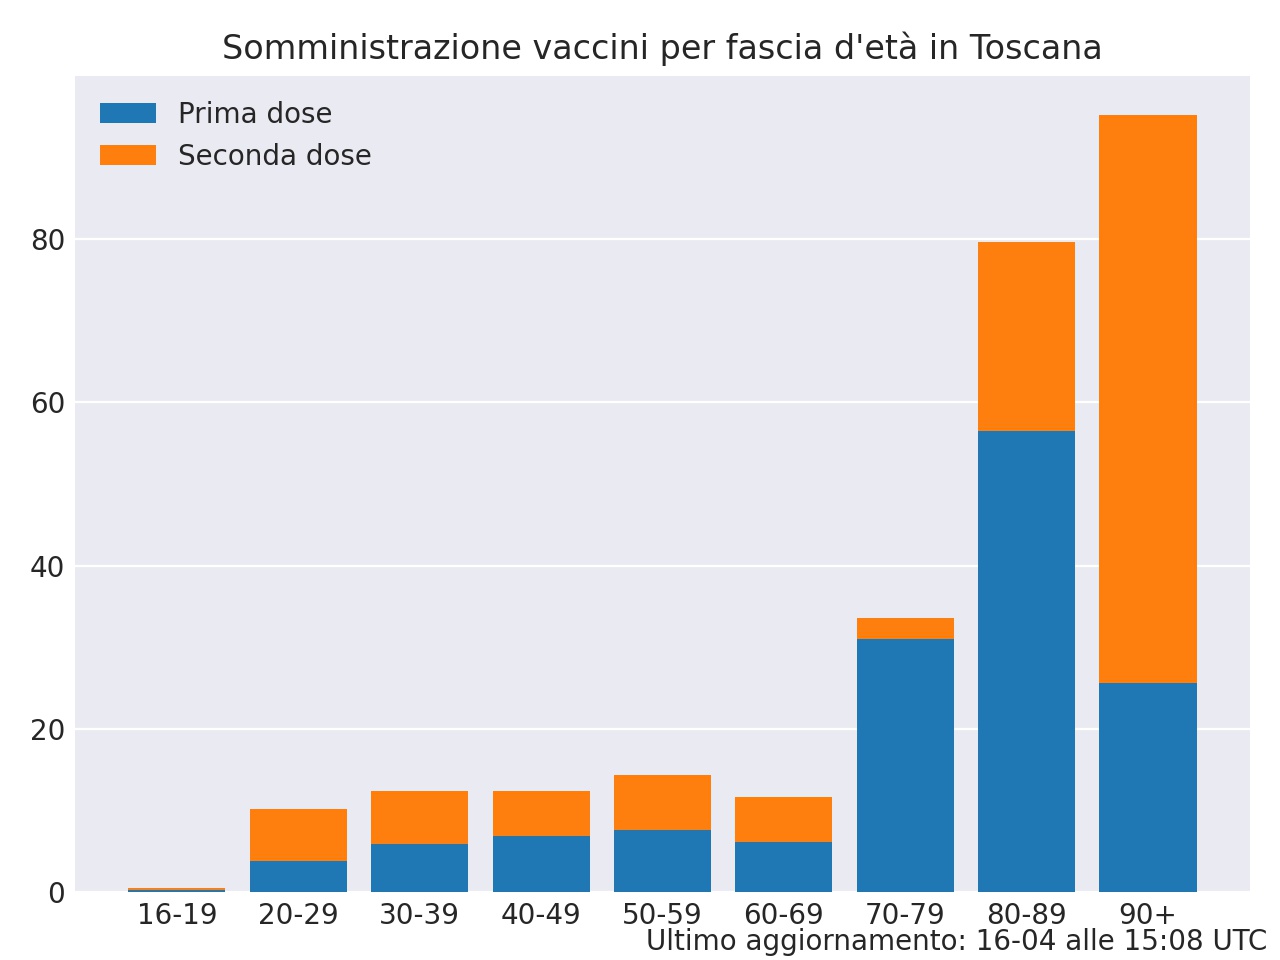 Somministrazione vaccini per fascia d'età in Toscana
Prima dose
Seconda dose
80
60
40
20
0
16-19 20-29 30-39 40-49 50-59 60-69 70-79 80-89 90+
Ultimo aggiornamento: 16-04 alle 15:08 UTC